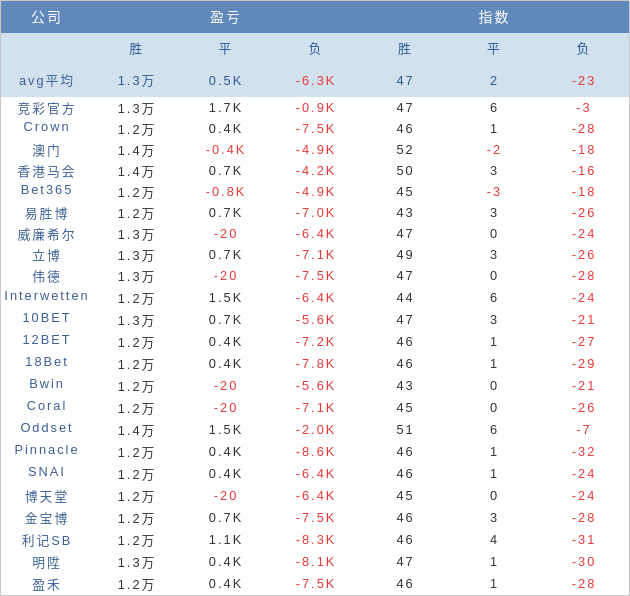 公司 盈亏 指数
胜 平 负 胜 平 负
avg平均 1.3万 0.5K -6.3K 47 2 -23
竞彩官方 1.3万 1.7K -0.9K 47 6 -3
Crown 1.2万 0.4K -7.5K 46 1 -28
澳门 1.4万 -0.4K -4.9K 52 -2 -18
香港马会 1.4万 0.7K -4.2K 50 3 -16
Bet365 1.2万 -0.8K -4.9K 45 -3 -18
易胜博 1.2万 0.7K -7.0K 43 3 -26
威廉希尔 1.3万 -20 -6.4K 47 0 -24
立博 1.3万 0.7K -7.1K 49 3 -26
伟德 1.3万 -20 -7.5K 47 0 -28
Interwetten 1.2万 1.5K -6.4K 44 6 -24
10BET 1.3万 0.7K -5.6K 47 3 -21
12BET 1.2万 0.4K -7.2K 46 1 -27
18Bet 1.2万 0.4K -7.8K 46 1 -29
Bwin 1.2万 -20 -5.6K 43 0 -21
Coral 1.2万 -20 -7.1K 45 0 -26
Oddset 1.4万 1.5K -2.0K 51 6 -7
Pinnacle 1.2万 0.4K -8.6K 46 1 -32
SNAI 1.2万 0.4K -6.4K 46 1 -24
博天堂 1.2万 -20 -6.4K 45 0 -24
金宝博 1.2万 0.7K -7.5K 46 3 -28
利记SB 1.2万 1.1K -8.3K 46 4 -31
明陞 1.3万 0.4K -8.1K 47 1 -30
盈禾 1.2万 0.4K -7.5K 46 1 -28